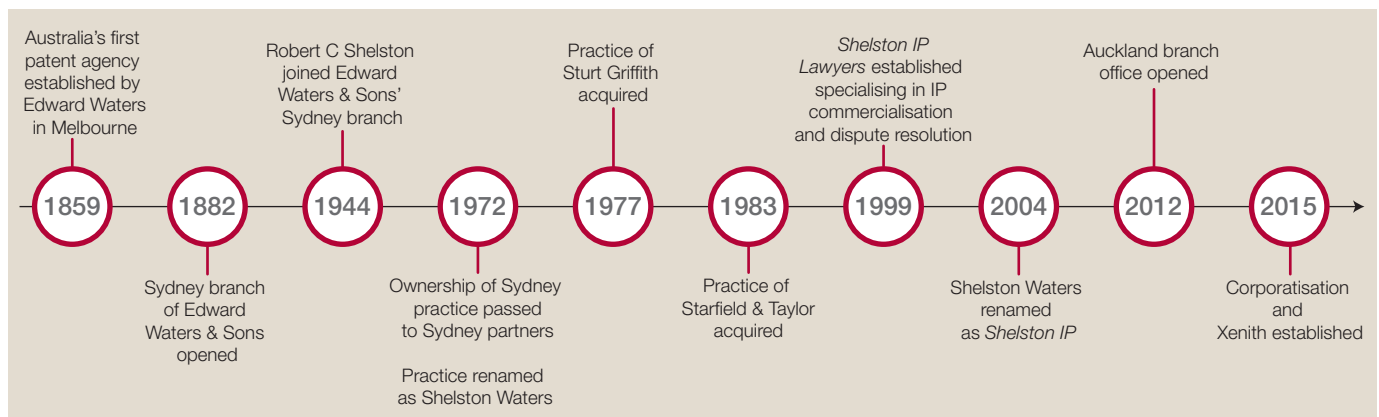 Australia's first
patent agency
established by
Edward Waters
in Melbourne
1859
1882
Sydney branch
of Edward
Waters & Sons
opened
Robert C Shelston
joined Edward
Waters & Sons'
Sydney branch
1944
1972
Ownership of Sydney
practice passed
to Sydney partners
Practice renamed
as Shelston Waters
Practice of
Sturt Griffith
acquired
1977
1983
Practice of
Starfield & Taylor
acquired
Shelston IP
Lawyers established
specialising in IP
commercialisation
and dispute resolution
1999
2004
Shelston Waters
renamed
as Shelston IP
Auckland branch
office opened
2012
2015
Corporatisation
and
Xenith established